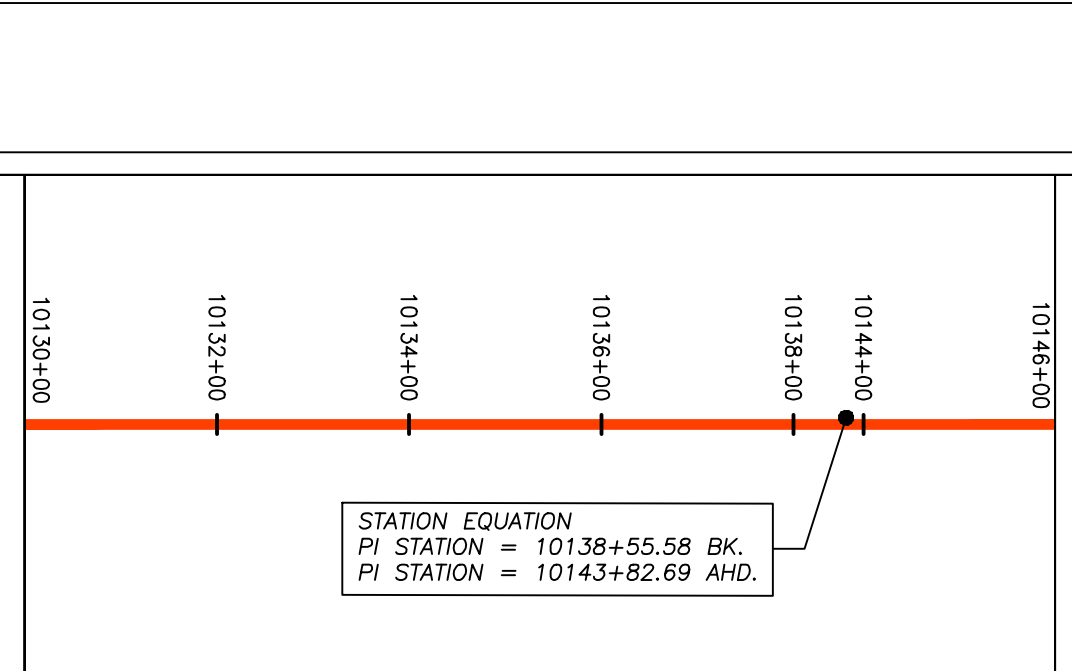 10130+00
10132+00
10134+00
10136+00
10138+00
10144+00
10146+00
STATION EQUATION
PI STATION = 10138+55.58 BK.
PI STATION = 10143+82.69 AHD.